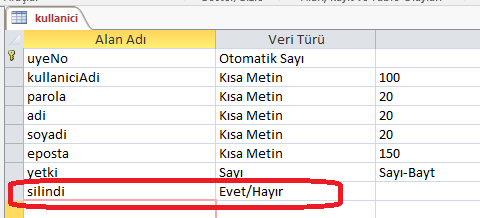 kullanici
Alan Adı Veri Türü
uyeNo Otomatik Sayı
kullaniciAdi Kısa Metin 100
parola Kısa Metin 20
adi Kısa Metin 20
soyadi Kısa Metin 20
eposta Kısa Metin 150
yetki Sayı Sayı-Bayt
silindi Evet/Hayır